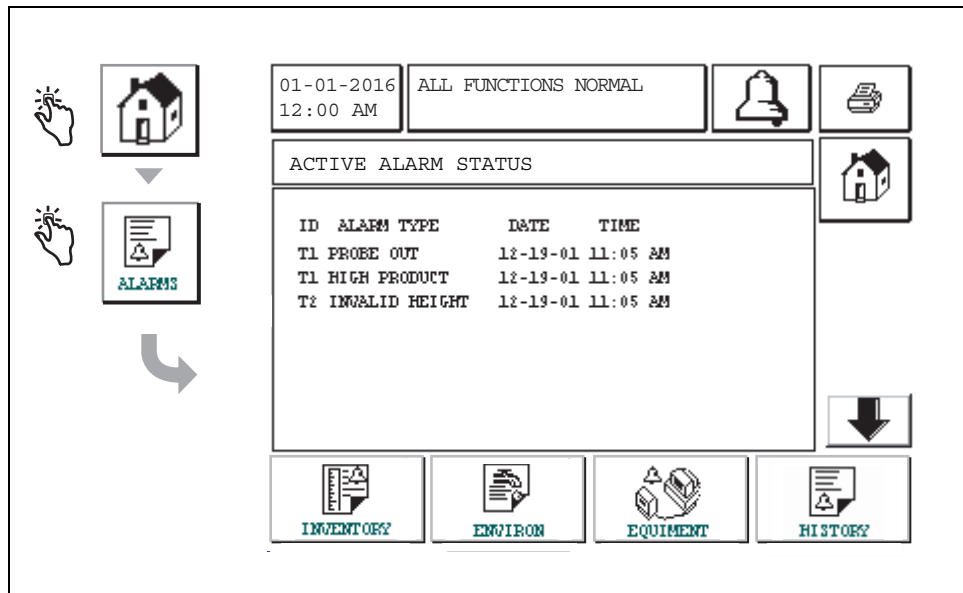 01-01-2016
12:00 AM
ALL FUNCTIONS NORMAL
ACTIVE ALARM STATUS
ID ALARM TYPE DATE TIME
T1 PROBE OUT 12-19-01 11:05 AM
T1 HIGH PRODUCT 12-19-01 11:05 AM
T2 INVALID HEIGHT 12-19-01 11:05 AM
ALARMS
INVENTORY
ENVIRON
EQUIMENT
HISTORY